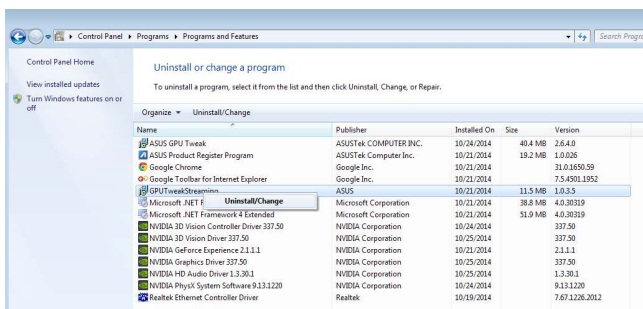 Control Panel ▸ Programs ▸ Programs and Features
Search Progra
Control Panel Home
View installed updates
Turn Windows features on or off
Uninstall or change a program
To uninstall a program, select it from the list and then click Uninstall, Change, or Repair.
Organize Uninstall/Change
Name Publisher Installed On Size Version
ASUS GPU Tweak ASUSTek COMPUTER INC. 10/24/2014 40.4 MB 2.6.4.0
ASUS Product Register Program ASUSTek Computer Inc. 10/21/2014 19.2 MB 1.0.026
Google Chrome Google Inc. 10/21/2014 31.0.1650.59
Google Toolbar for Internet Explorer Google Inc. 10/21/2014 7.5.4501.1952
GPUTweakStreaming ASUS 10/21/2014 11.5 MB 1.0.3.5
Uninstall/Change
Microsoft .NET F Microsoft Corporation 10/21/2014 38.8 MB 4.0.30319
Microsoft .NET Framework 4 Extended Microsoft Corporation 10/21/2014 51.9 MB 4.0.30319
NVIDIA 3D Vision Controller Driver 337.50 NVIDIA Corporation 10/24/2014 337.50
NVIDIA 3D Vision Driver 337.50 NVIDIA Corporation 10/25/2014 337.50
NVIDIA GeForce Experience 2.1.1.1 NVIDIA Corporation 10/21/2014 2.1.1.1
NVIDIA Graphics Driver 337.50 NVIDIA Corporation 10/25/2014 337.50
NVIDIA HD Audio Driver 1.3.30.1 NVIDIA Corporation 10/25/2014 1.3.30.1
NVIDIA PhysX System Software 9.13.1220 NVIDIA Corporation 10/24/2014 9.13.1220
Realtek Ethernet Controller Driver Realtek 10/19/2014 7.67.1226.2012